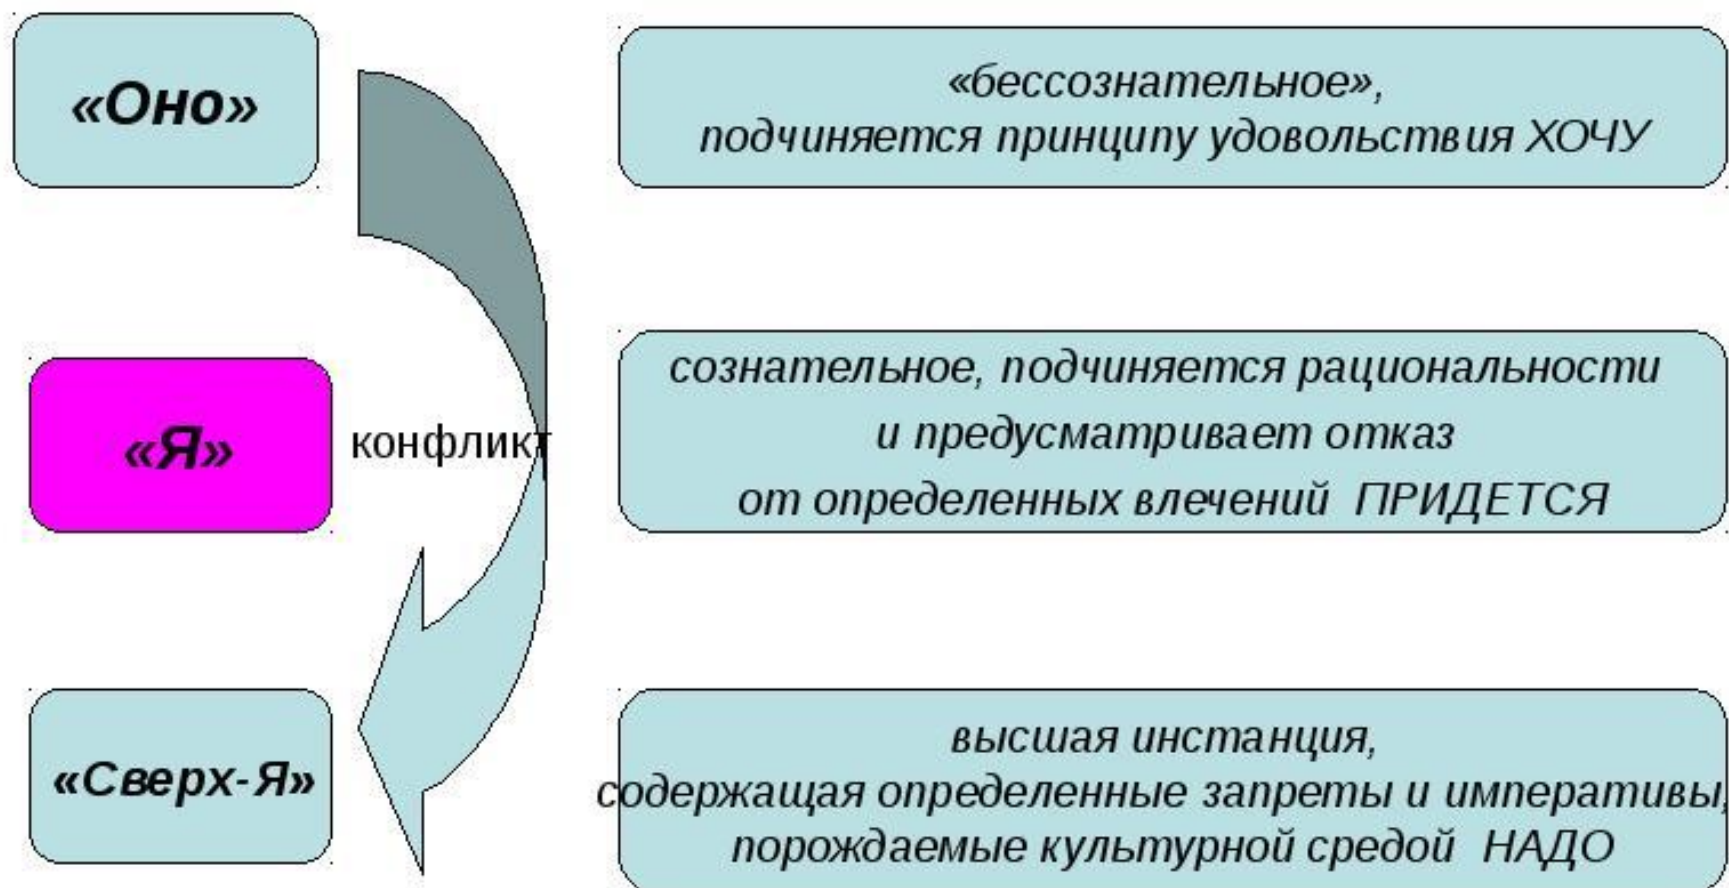 «Оно»
«бессознательное»,
подчиняется принципу удовольствия ХОЧУ
«Я»
конфликт
сознательное, подчиняется рациональности
и предусматривает отказ
от определенных влечений ПРИДЕТСЯ
«Сверх-Я»
высшая инстанция,
содержащая определенные запреты и императивы,
порождаемые культурной средой НАДО